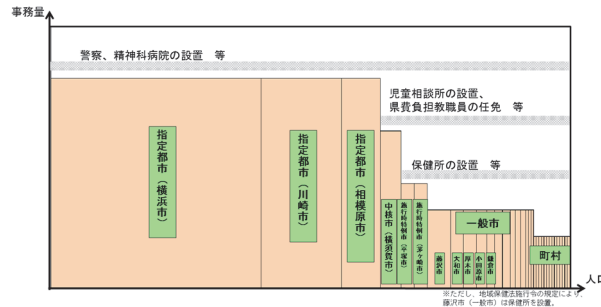 事務量
警察、精神科病院の設置　等
児童相談所の設置、
県費負担教職員の任免　等
保健所の設置　等
指定都市（横浜市）
指定都市（川崎市）
指定都市（相模原市）
中核市（横須賀市）
施行時特例市（平塚市）
施行時特例市（茅ヶ崎市）
一般市
藤沢市
大和市
厚木市
小田原市
鎌倉市
町村
人口
※ただし、地域保健法施行令の規定により、
藤沢市（一般市）は保健所を設置。